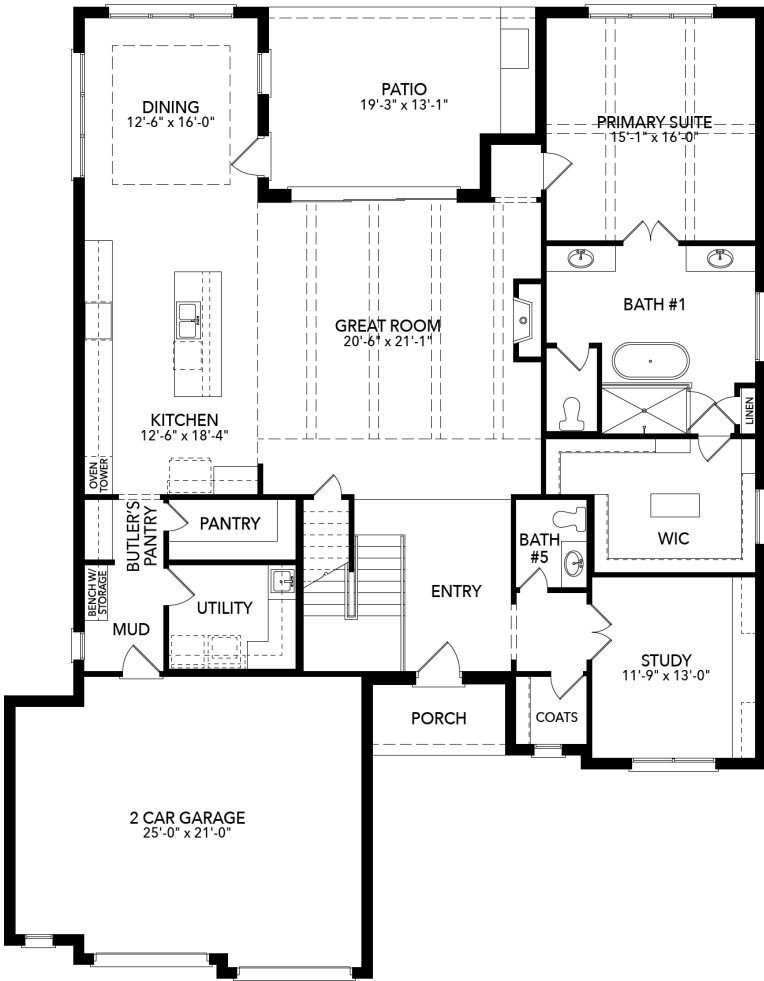 PATIO
19'-3" x 13'-1"
DINING
12'-6" x 16'-0"
PRIMARY SUITE
15'-1" x 16'-0"
BATH #1
GREAT ROOM
20'-6" x 21'-1"
LINEN
KITCHEN
12'-6" x 18'-4"
OVEN
TOWER
BUTLER'S
PANTRY
PANTRY
BATH
#5
WIC
BENCH W/
STORAGE
UTILITY
ENTRY
MUD
STUDY
11'-9" x 13'-0"
PORCH
COATS
2 CAR GARAGE
25'-0" x 21'-0"